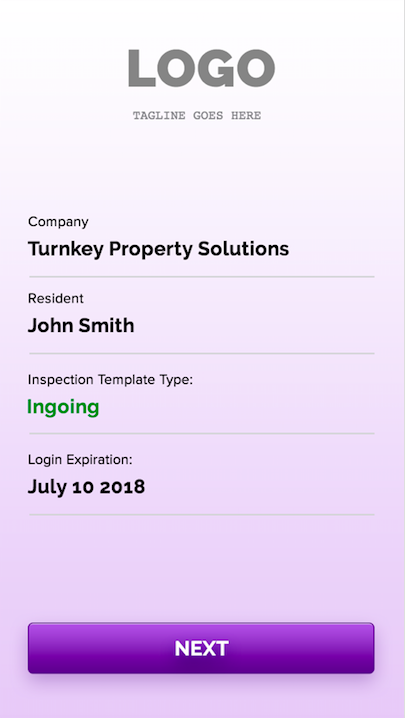 LOGO
TAGLINE GOES HERE
Company
Turnkey Property Solutions
Resident
John Smith
Inspection Template Type:
Ingoing
Login Expiration:
July 10 2018
NEXT